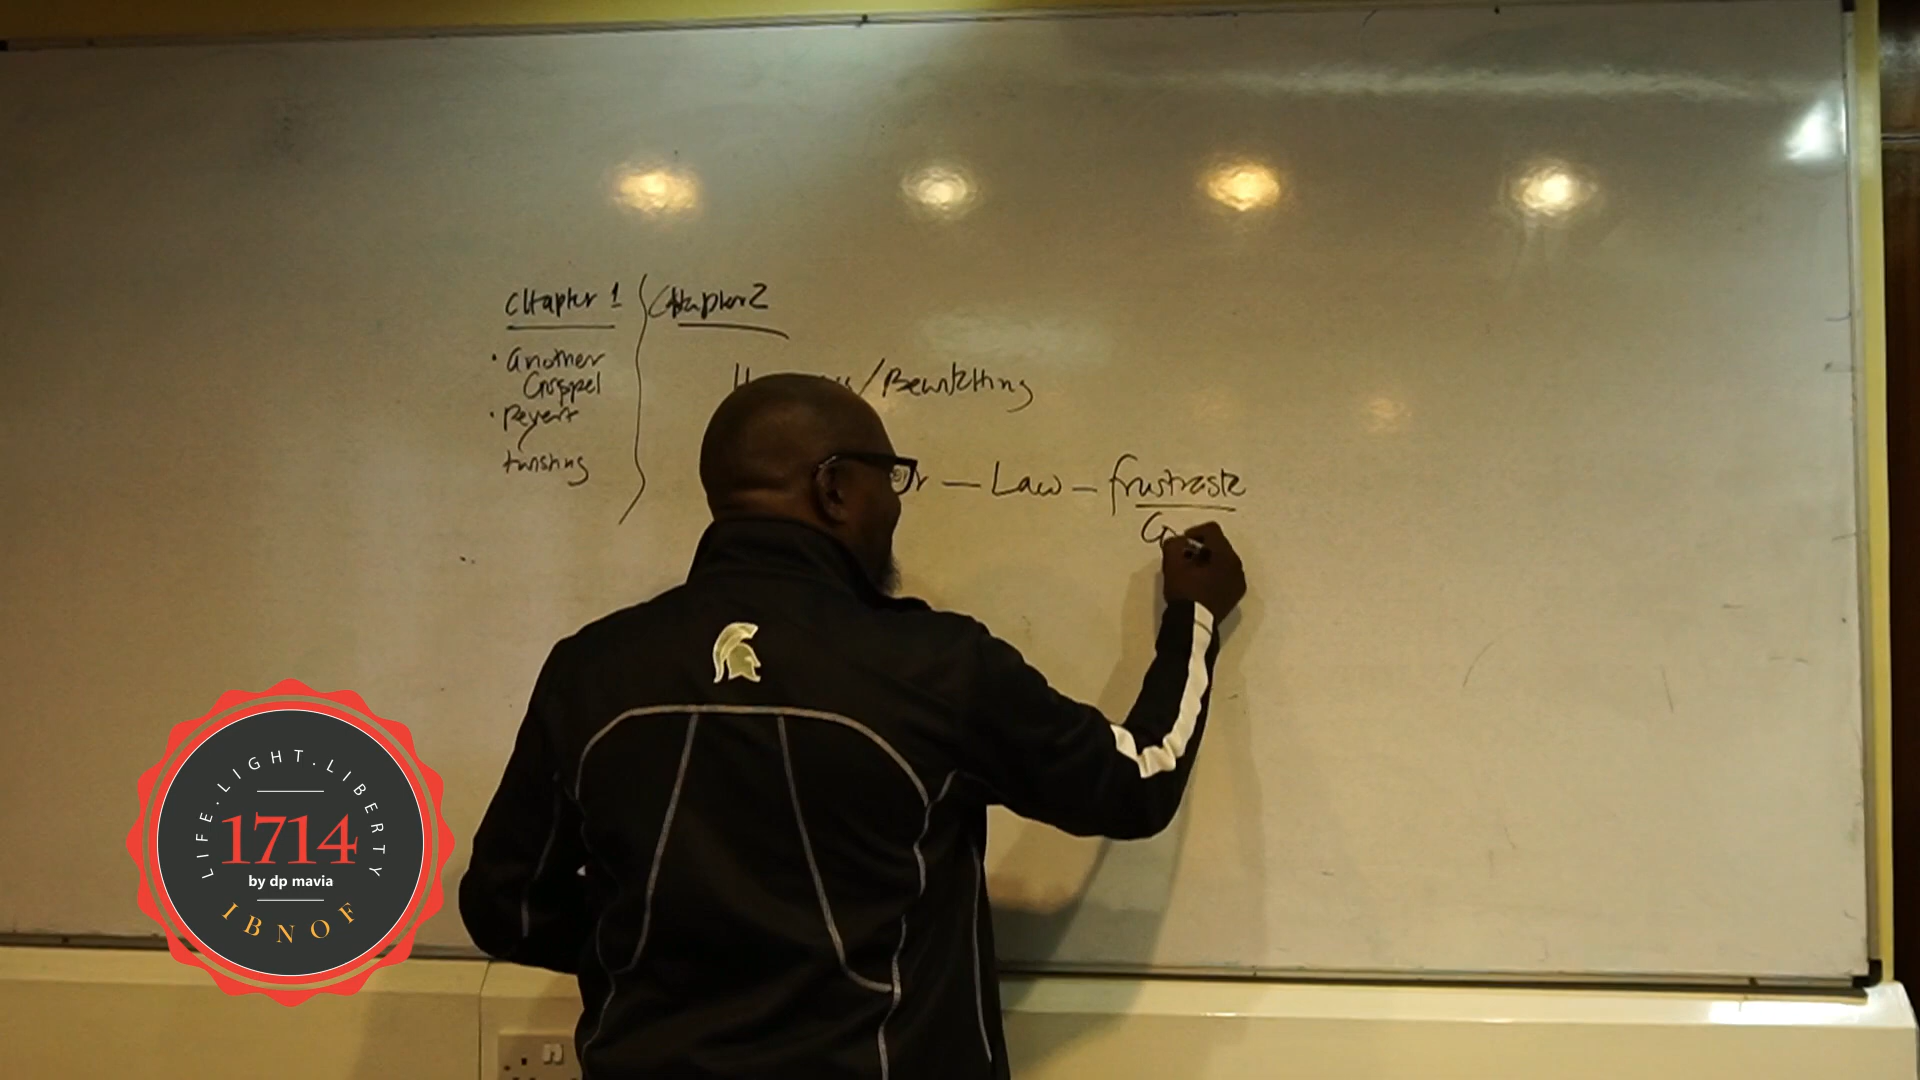 Chapter 1
Chapter 2
• Another
Gospel
• Pervert
twisting
/Bewitching
— Law — frustrate
G
LIFE.LIGHT.LIBERTY
1714
by dp mavia
IBNOF